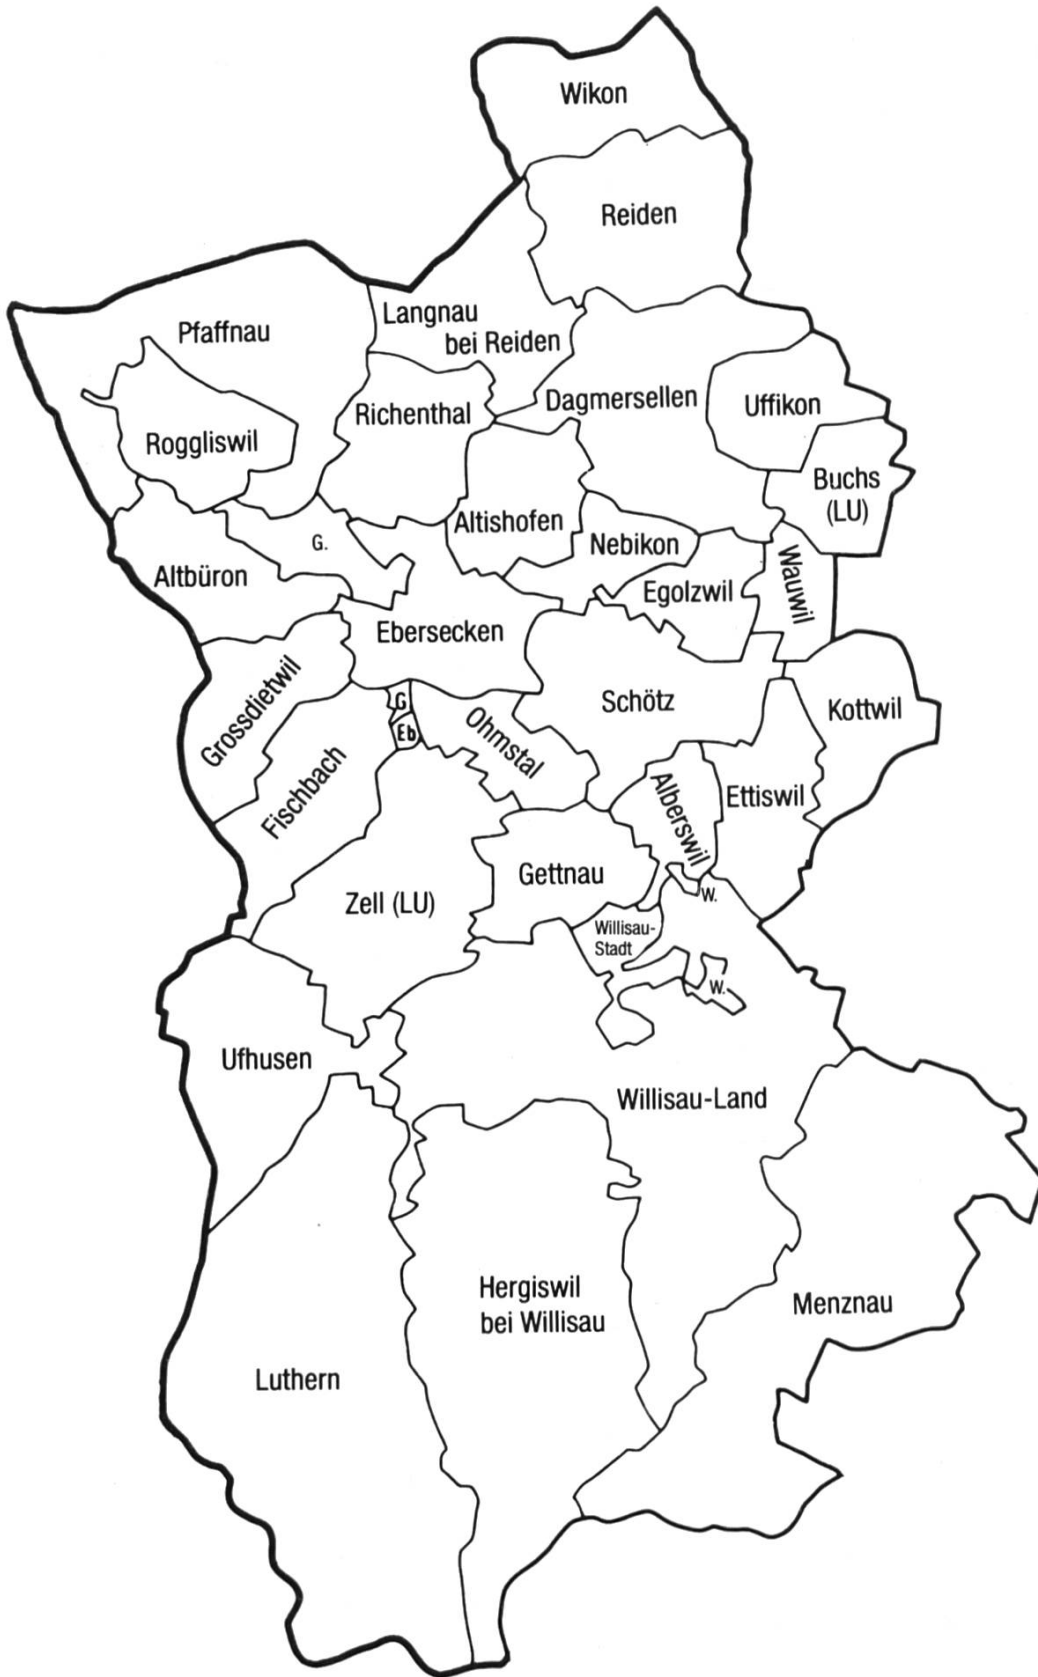 Wikon
Reiden
Langnau
bei Reiden
Pfaffnau
Dagmersellen
Uffikon
Richenthal
Roggliswil
Buchs
(LU)
Altishofen
G.
Nebikon
Wauwil
Altbüron
Egolzwil
Ebersecken
Grossdietwil
G
Schötz
Kottwil
Eb
Ohmstal
Fischbach
Alberswil
Ettiswil
Gettnau
Zell (LU)
W.
Willisau-
Stadt
W.
Ufhusen
Willisau-Land
Hergiswil
bei Willisau
Menznau
Luthern